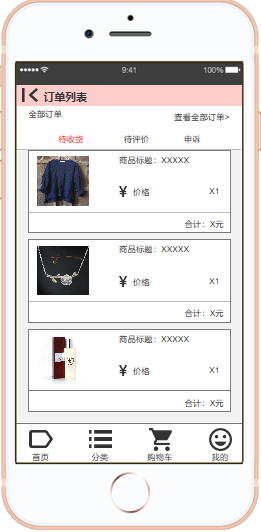 9:41
100%
订单列表
全部订单 查看全部订单>
待收货 待评价 申诉
商品标题：XXXXX
¥ 价格 X1
合计：X元
商品标题：XXXXX
¥ 价格 X1
合计：X元
商品标题：XXXXX
¥ 价格 X1
合计：X元
首页 分类 购物车 我的